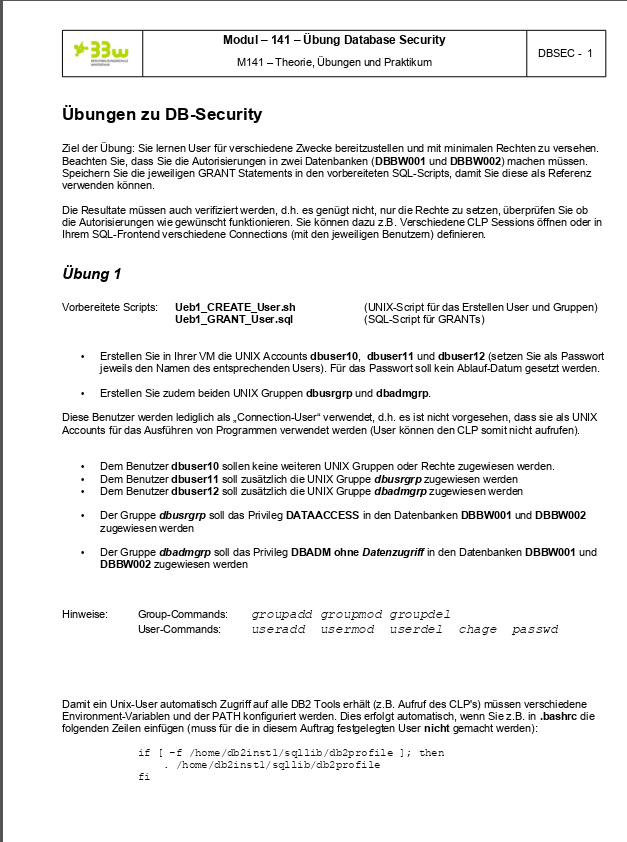 BBW
Modul – 141 – Übung Database Security
M141 – Theorie, Übungen und Praktikum
DBSEC - 1
Übungen zu DB-Security
Ziel der Übung: Sie lernen User für verschiedene Zwecke bereitzustellen und mit minimalen Rechten zu versehen.
Beachten Sie, dass Sie die Autorisierungen in zwei Datenbanken (DBBW001 und DBBW002) machen müssen.
Speichern Sie die jeweiligen GRANT Statements in den vorbereiteten SQL-Scripts, damit Sie diese als Referenz
verwenden können.
Die Resultate müssen auch verifiziert werden, d.h. es genügt nicht, nur die Rechte zu setzen, überprüfen Sie ob
die Autorisierungen wie gewünscht funktionieren. Sie können dazu z.B. Verschiedene CLP Sessions öffnen oder in
Ihrem SQL-Frontend verschiedene Connections (mit den jeweiligen Benutzern) definieren.
Übung 1
Vorbereitete Scripts: Ueb1_CREATE_User.sh (UNIX-Script für das Erstellen User und Gruppen)
Ueb1_GRANT_User.sql (SQL-Script für GRANTs)
• Erstellen Sie in Ihrer VM die UNIX Accounts dbuser10, dbuser11 und dbuser12 (setzen Sie als Passwort
jeweils den Namen des entsprechenden Users). Für das Passwort soll kein Ablauf-Datum gesetzt werden.
• Erstellen Sie zudem beiden UNIX Gruppen dbusrgrp und dbadmgrp.
Diese Benutzer werden lediglich als „Connection-User“ verwendet, d.h. es ist nicht vorgesehen, dass sie als UNIX
Accounts für das Ausführen von Programmen verwendet werden (User können den CLP somit nicht aufrufen).
• Dem Benutzer dbuser10 sollen keine weiteren UNIX Gruppen oder Rechte zugewiesen werden.
• Dem Benutzer dbuser11 soll zusätzlich die UNIX Gruppe dbusrgrp zugewiesen werden
• Dem Benutzer dbuser12 soll zusätzlich die UNIX Gruppe dbadmgrp zugewiesen werden
• Der Gruppe dbusrgrp soll das Privileg DATAACCESS in den Datenbanken DBBW001 und DBBW002
zugewiesen werden
• Der Gruppe dbadmgrp soll das Privileg DBADM ohne Datenzugriff in den Datenbanken DBBW001 und
DBBW002 zugewiesen werden
Hinweise: Group-Commands: groupadd groupmod groupdel
User-Commands: useradd usermod userdel chage passwd
Damit ein Unix-User automatisch Zugriff auf alle DB2 Tools erhält (z.B. Aufruf des CLP's) müssen verschiedene
Environment-Variablen und der PATH konfiguriert werden. Dies erfolgt automatisch, wenn Sie z.B. in .bashrc die
folgenden Zeilen einfügen (muss für die in diesem Auftrag festgelegten User nicht gemacht werden):
if [ -f /home/db2inst1/sqllib/db2profile ]; then
. /home/db2inst1/sqllib/db2profile
fi